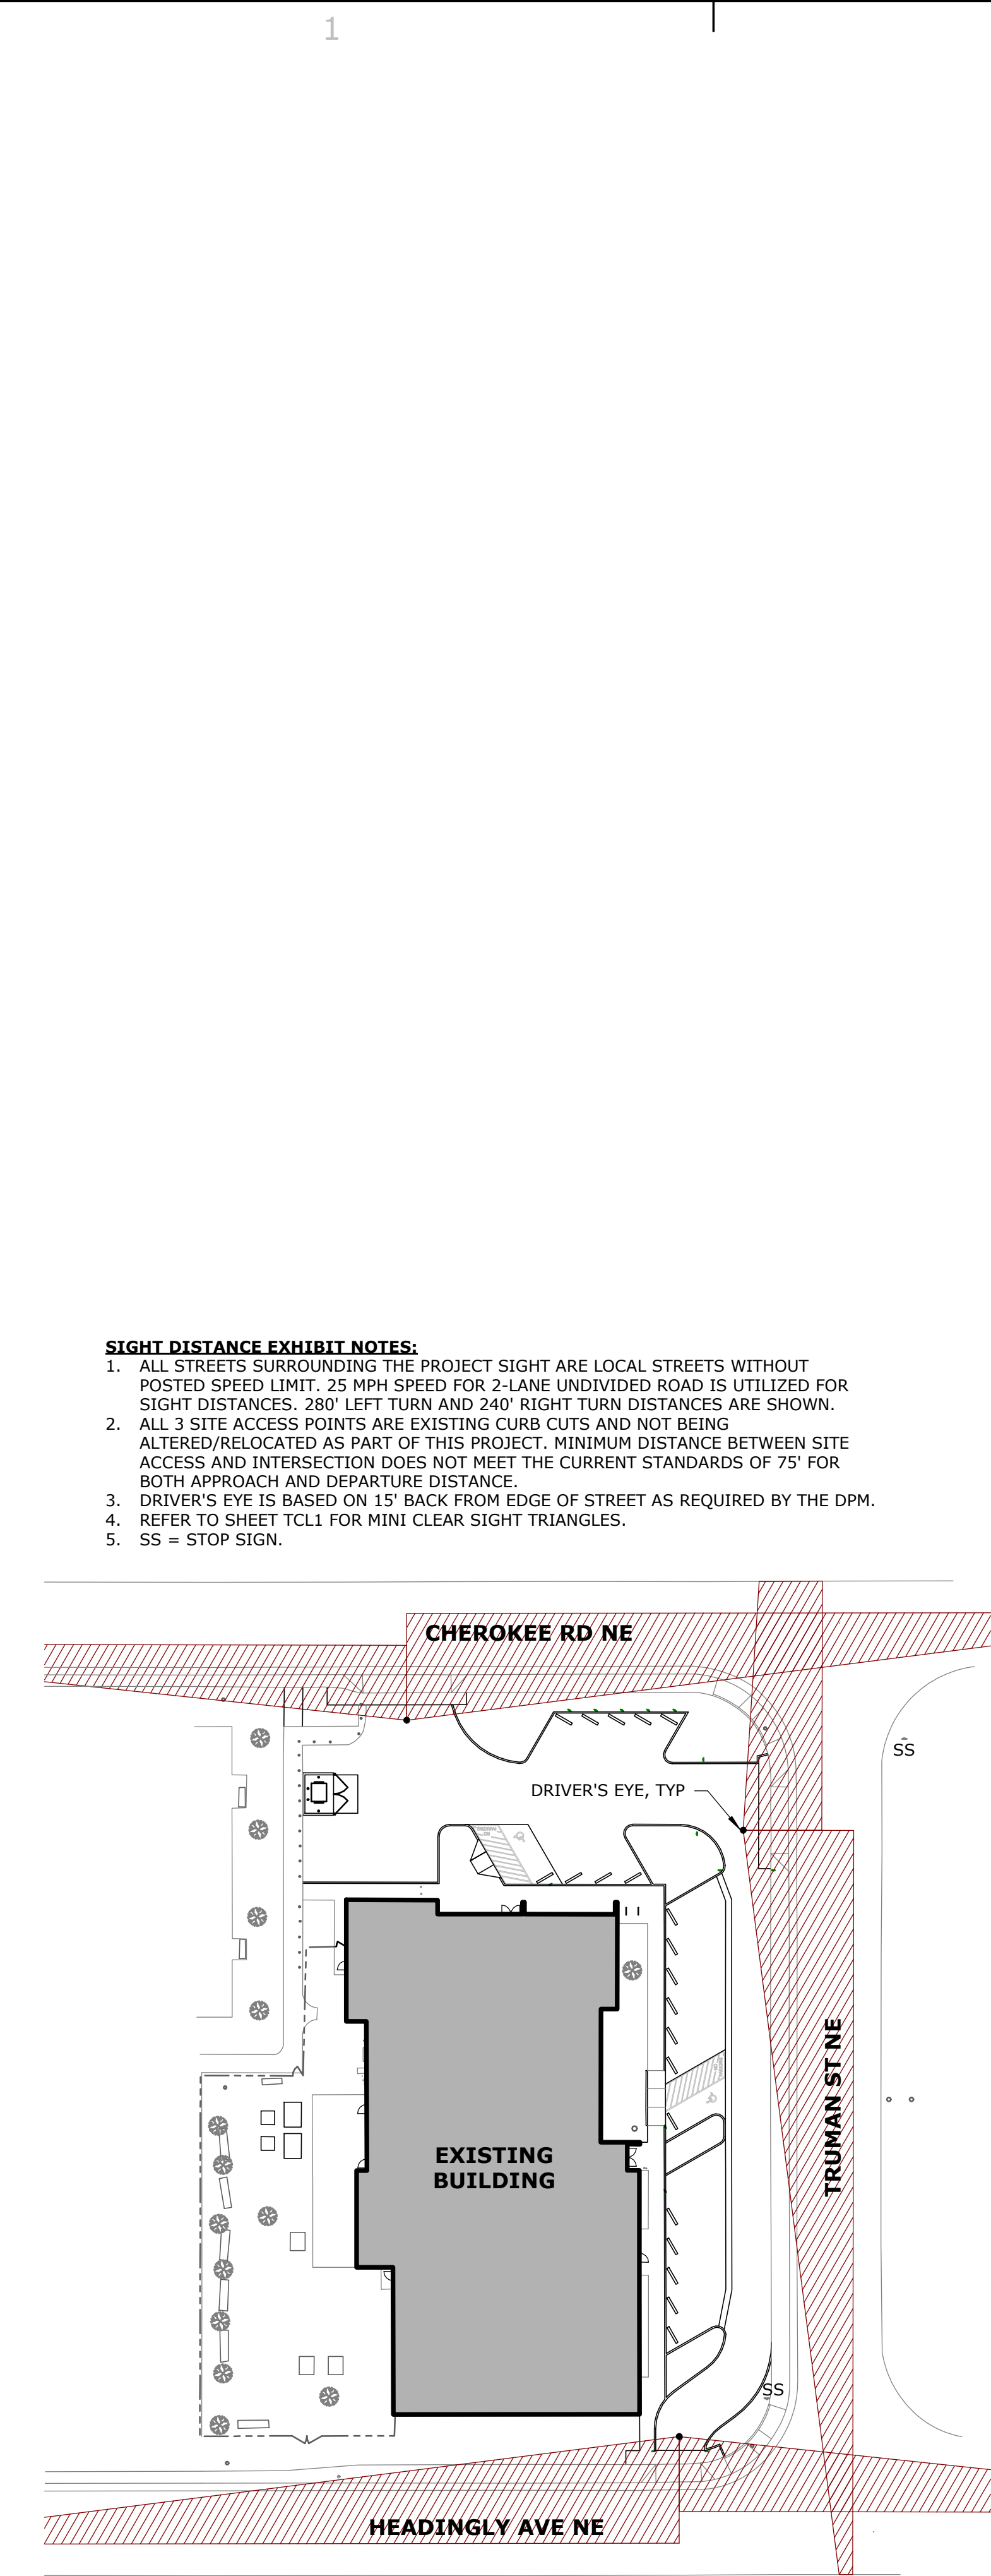 1
SIGHT DISTANCE EXHIBIT NOTES:
1. ALL STREETS SURROUNDING THE PROJECT SIGHT ARE LOCAL STREETS WITHOUT
POSTED SPEED LIMIT. 25 MPH SPEED FOR 2-LANE UNDIVIDED ROAD IS UTILIZED FOR
SIGHT DISTANCES. 280' LEFT TURN AND 240' RIGHT TURN DISTANCES ARE SHOWN.
2. ALL 3 SITE ACCESS POINTS ARE EXISTING CURB CUTS AND NOT BEING
ALTERED/RELOCATED AS PART OF THIS PROJECT. MINIMUM DISTANCE BETWEEN SITE
ACCESS AND INTERSECTION DOES NOT MEET THE CURRENT STANDARDS OF 75' FOR
BOTH APPROACH AND DEPARTURE DISTANCE.
3. DRIVER'S EYE IS BASED ON 15' BACK FROM EDGE OF STREET AS REQUIRED BY THE DPM.
4. REFER TO SHEET TCL1 FOR MINI CLEAR SIGHT TRIANGLES.
5. SS = STOP SIGN.
CHEROKEE RD NE
SS
DRIVER'S EYE, TYP
TRUMAN ST NE
EXISTING
BUILDING
SS
HEADINGLY AVE NE